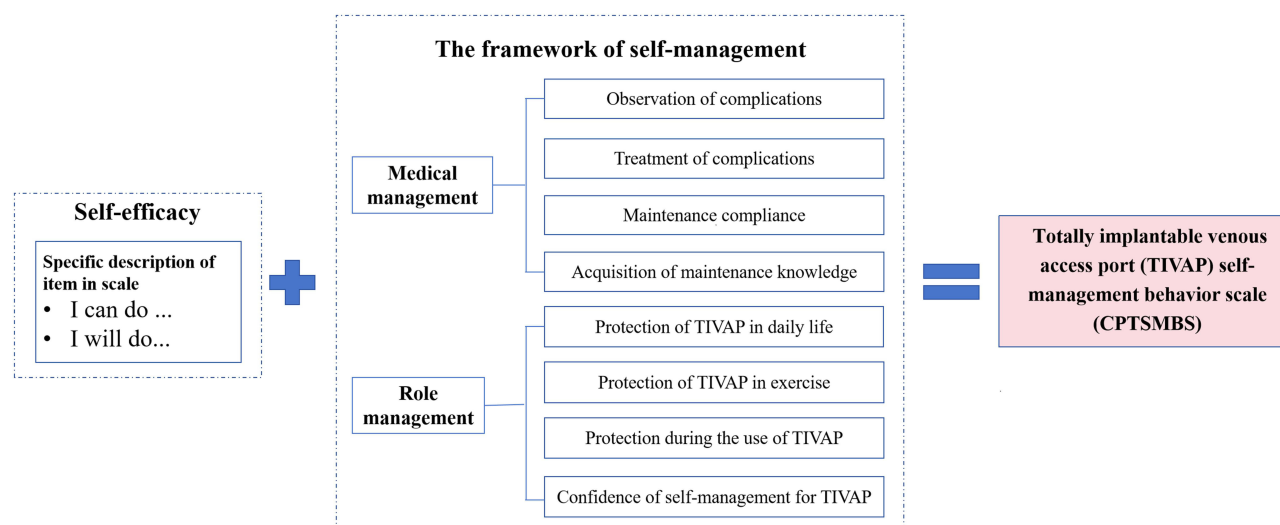 Self-efficacy
Specific description of
item in scale
• I can do ...
• I will do...
The framework of self-management
Medical
management
Observation of complications
Treatment of complications
Maintenance compliance
Acquisition of maintenance knowledge
Role
management
Protection of TIVAP in daily life
Protection of TIVAP in exercise
Protection during the use of TIVAP
Confidence of self-management for TIVAP
Totally implantable venous
access port (TIVAP) self-
management behavior scale
(CPTSMBS)